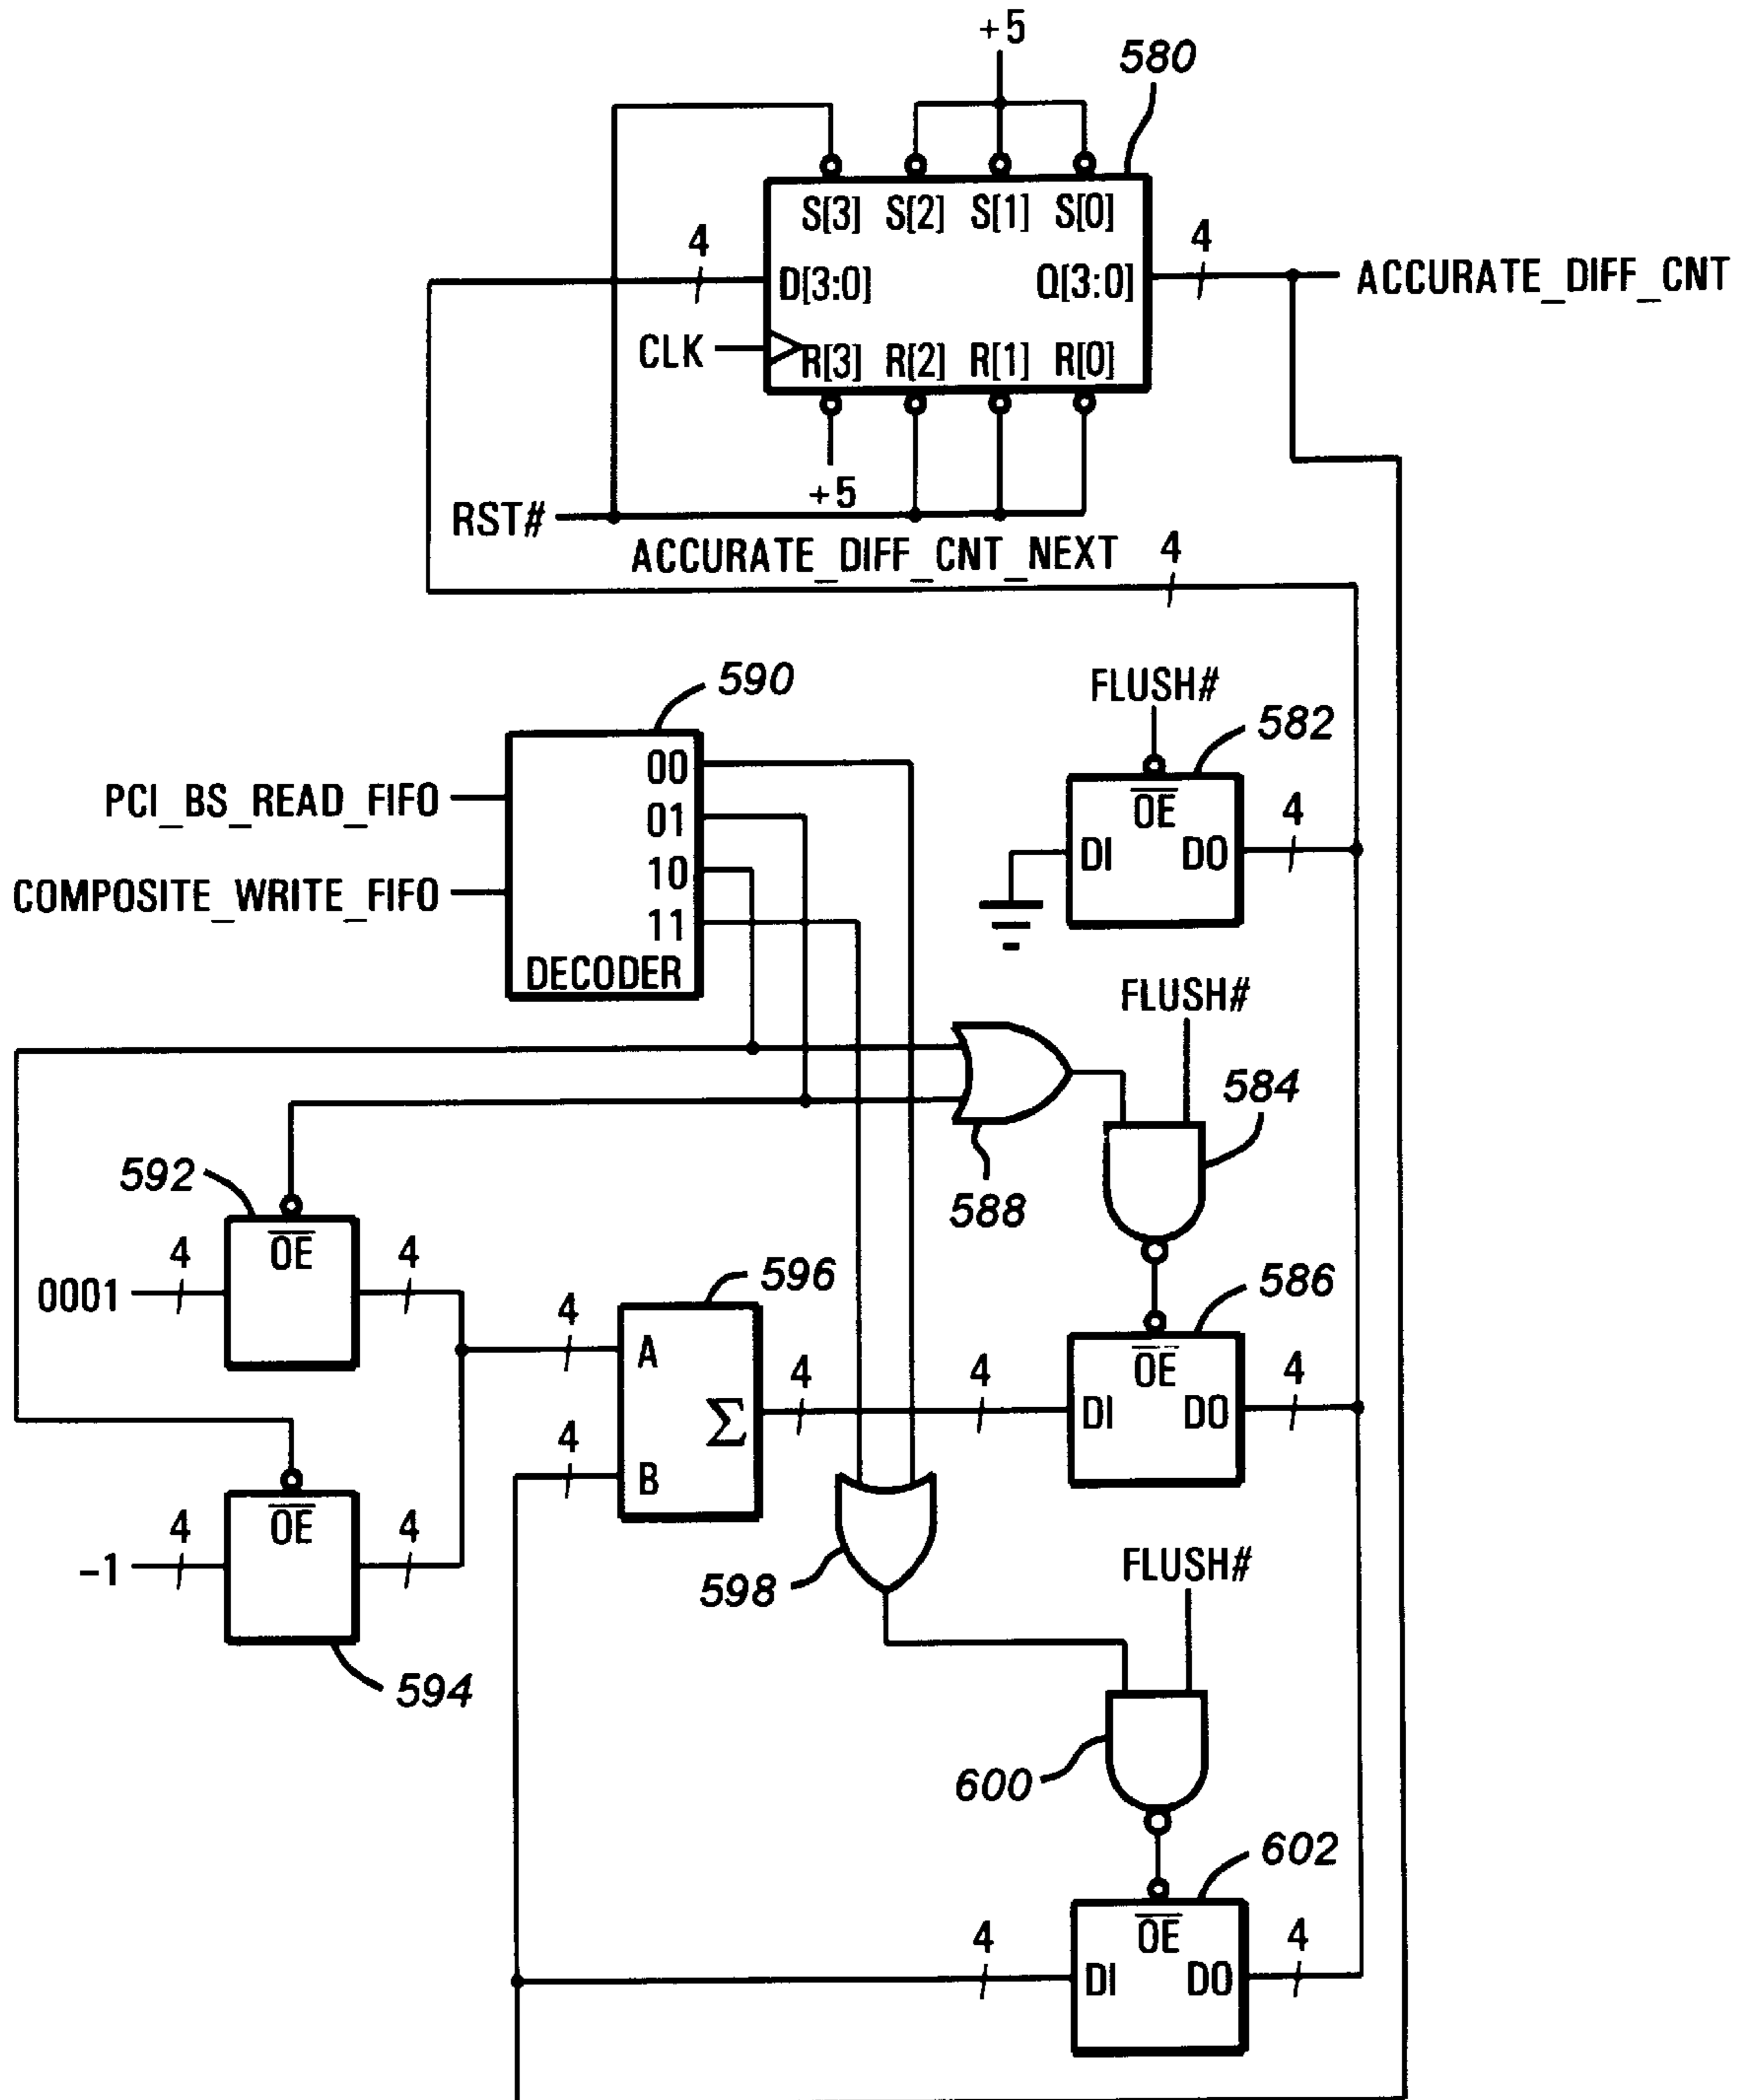 +5
580
S[3] S[2] S[1] S[0]
4
4
D[3:0]
Q[3:0]
ACCURATE_DIFF_CNT
CLK
R[3] R[2] R[1] R[0]
+5
RST#
ACCURATE_DIFF_CNT_NEXT
4
590
FLUSH#
582
00
PCI_BS_READ_FIFO
01
OE
4
10
DI
DO
COMPOSITE_WRITE_FIFO
11
DECODER
FLUSH#
584
588
592
OE
4
4
0001
596
586
4
A
OE
4
4
4
DI
DO
Σ
4
B
594
OE
4
4
-1
598
FLUSH#
600
602
OE
4
4
DI
DO